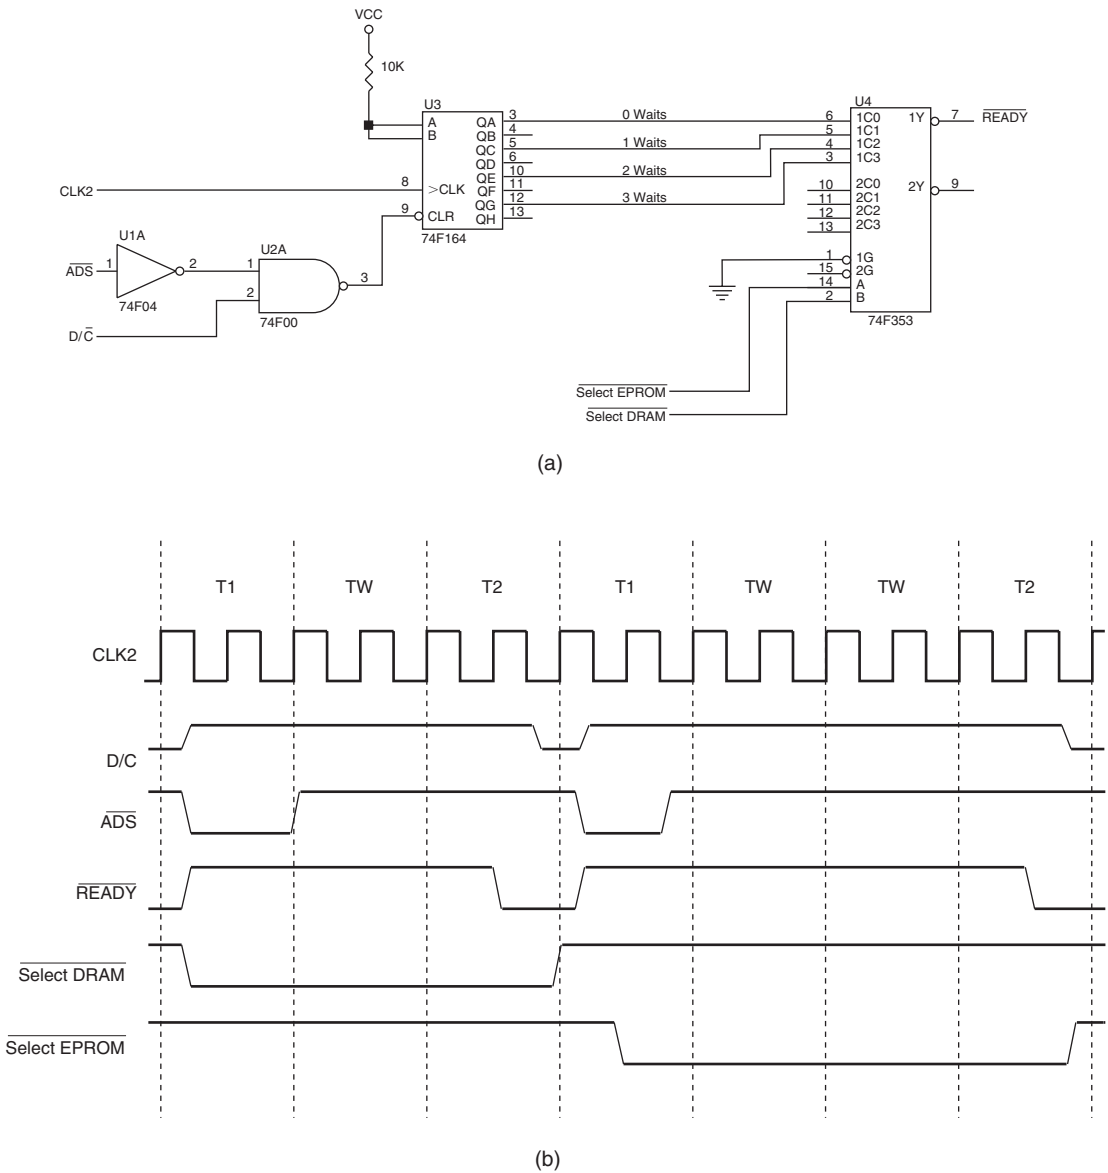 VCC
10K
U3
A
B
QA
QB
QC
QD
QE
QF
QG
QH
3
4
5
6
10
11
12
13
CLK2
8
>CLK
9
CLR
74F164
0 Waits
1 Waits
2 Waits
3 Waits
U4
6
5
4
3
1C0
1C1
1C2
1C3
1Y
7
READY
10
11
12
13
2C0
2C1
2C2
2C3
2Y
9
1
15
14
2
1G
2G
A
B
74F353
U1A
ADS
1
2
74F04
U2A
1
2
3
74F00
D/C
Select EPROM
Select DRAM
(a)
T1
TW
T2
T1
TW
TW
T2
CLK2
D/C
ADS
READY
Select DRAM
Select EPROM
(b)